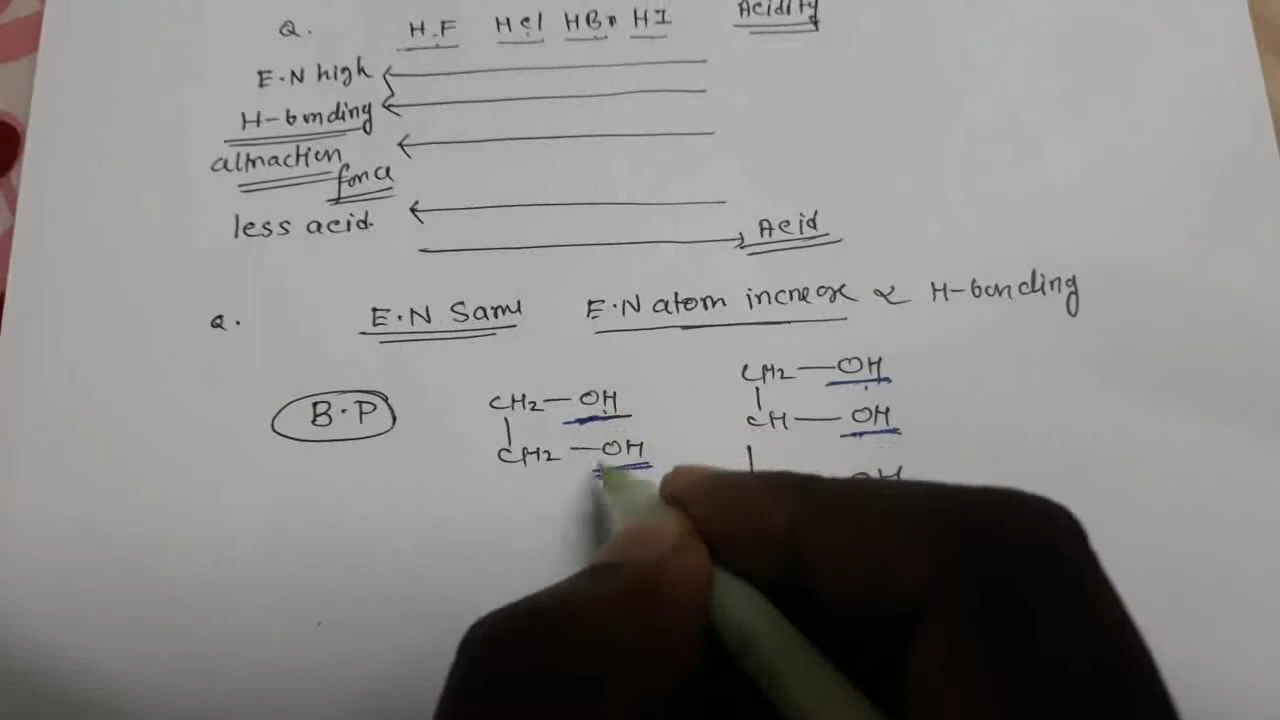 Q. H.F HCl HBr HI Acidity
E.N high
H-bonding
attraction
force
less acid.
Acid
Q. E.N Same E.N atom increase ∝ H-bonding
B.P
CH2—OH CH2—OH
CH2—OH CH—OH
OH